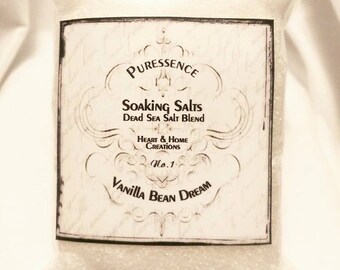 Puressence
Soaking Salts
Dead Sea Salt Blend
Heart & Home
Creations
No.1
Vanilla Bean Dream